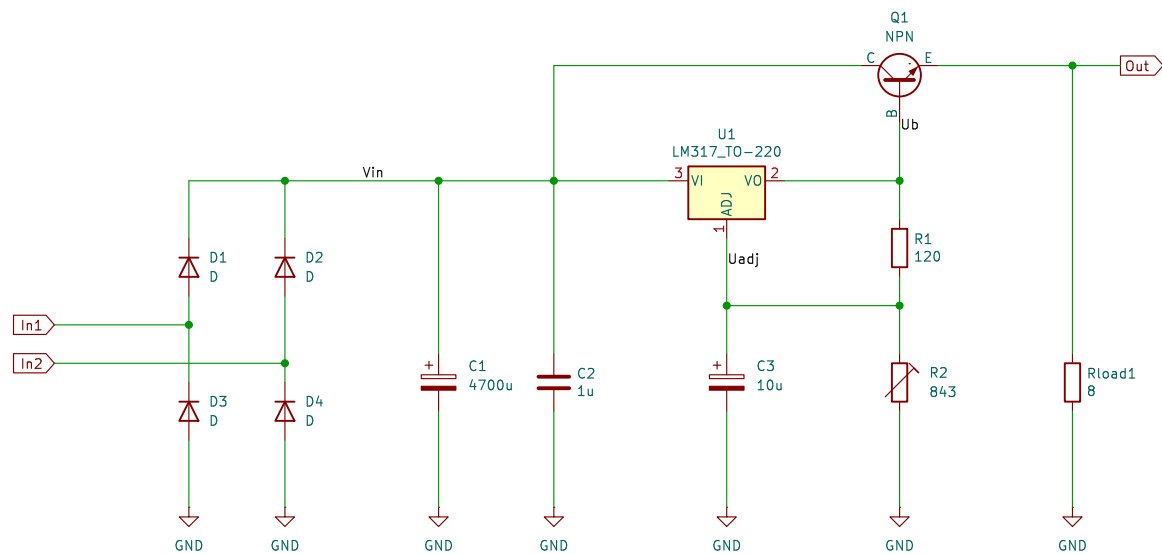 Q1
NPN
C
E
Out
B
Ub
U1
LM317_TO-220
Vin
3
VI
VO
2
ADJ
1
R1
120
Uadj
D1
D
D2
D
In1
In2
C1
4700u
C2
1u
C3
10u
R2
843
Rload1
8
D3
D
D4
D
GND
GND
GND
GND
GND
GND
GND